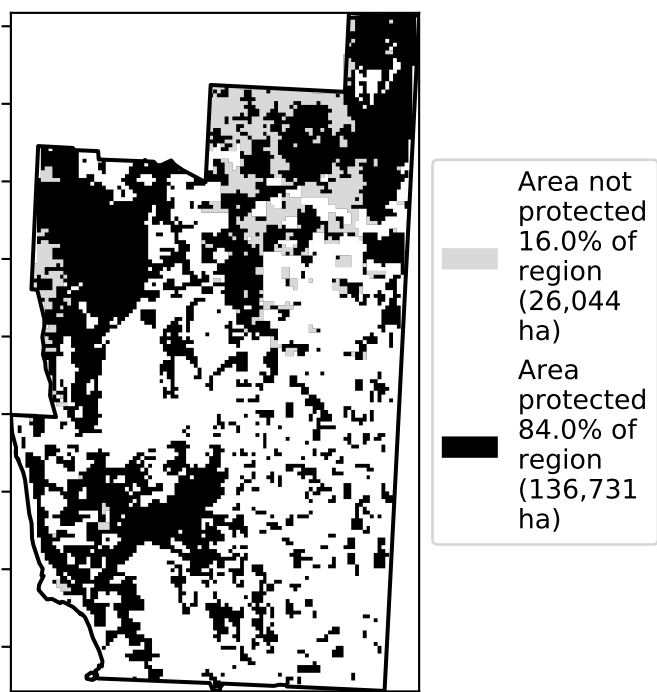 Area not
protected
16.0% of
region
(26,044
ha)
Area
protected
84.0% of
region
(136,731
ha)